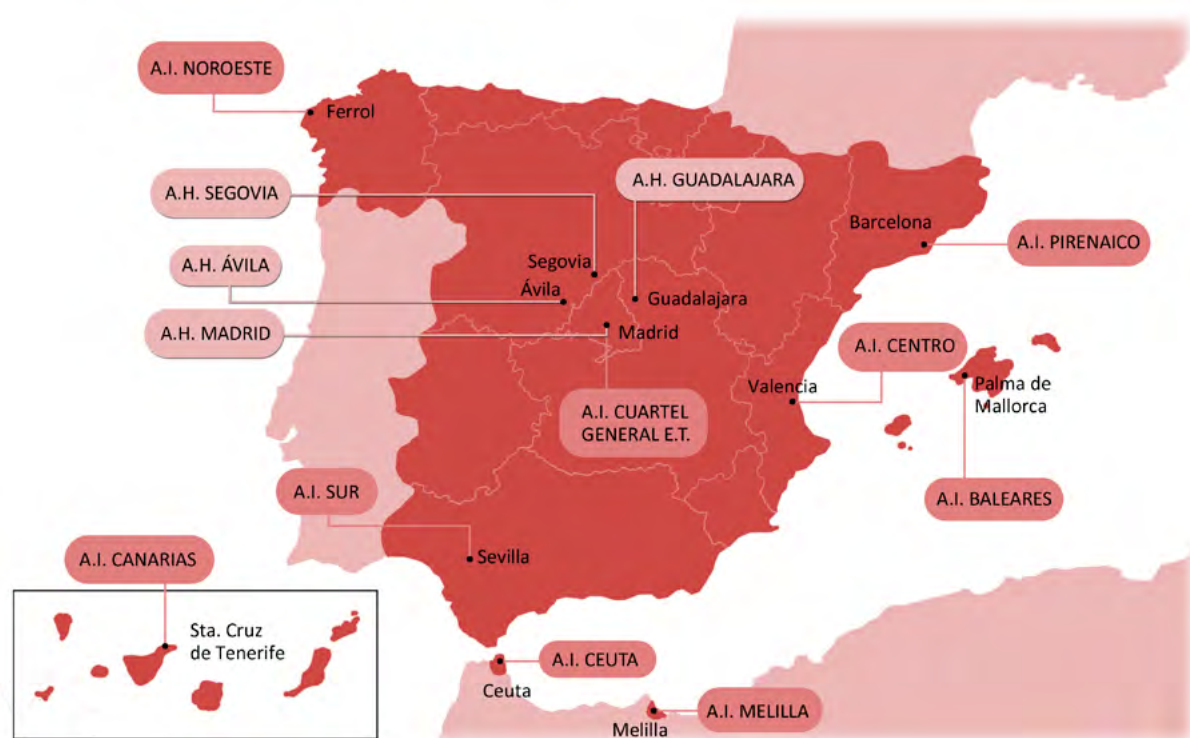 A.I. NOROESTE
Ferrol
A.H. SEGOVIA
A.H. GUADALAJARA
Barcelona
A.I. PIRENAICO
A.H. ÁVILA
Segovia
Ávila
Guadalajara
A.H. MADRID
Madrid
A.I. CENTRO
Valencia
Palma de
Mallorca
A.I. CUARTEL
GENERAL E.T.
A.I. SUR
A.I. BALEARES
Sevilla
A.I. CANARIAS
Sta. Cruz
de Tenerife
A.I. CEUTA
Ceuta
A.I. MELILLA
Melilla